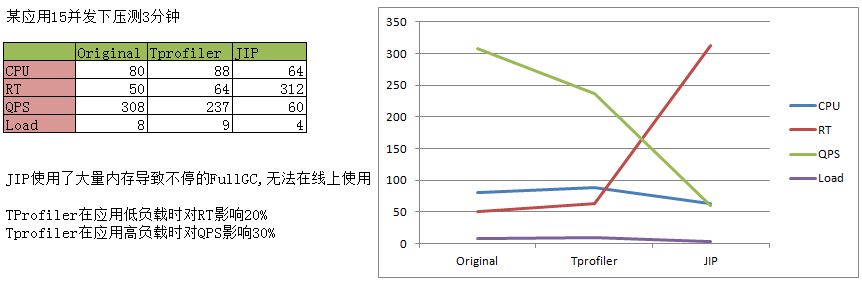 某应用15并发下压测3分钟
Original Tprofiler JIP
CPU 80 88 64
RT 50 64 312
QPS 308 237 60
Load 8 9 4
JIP使用了大量内存导致不停的FullGC,无法在线上使用
TProfiler在应用低负载时对RT影响20%
Tprofiler在应用高负载时对QPS影响30%
350
300
250
200
150
100
50
0
Original Tprofiler JIP
CPU
RT
QPS
Load